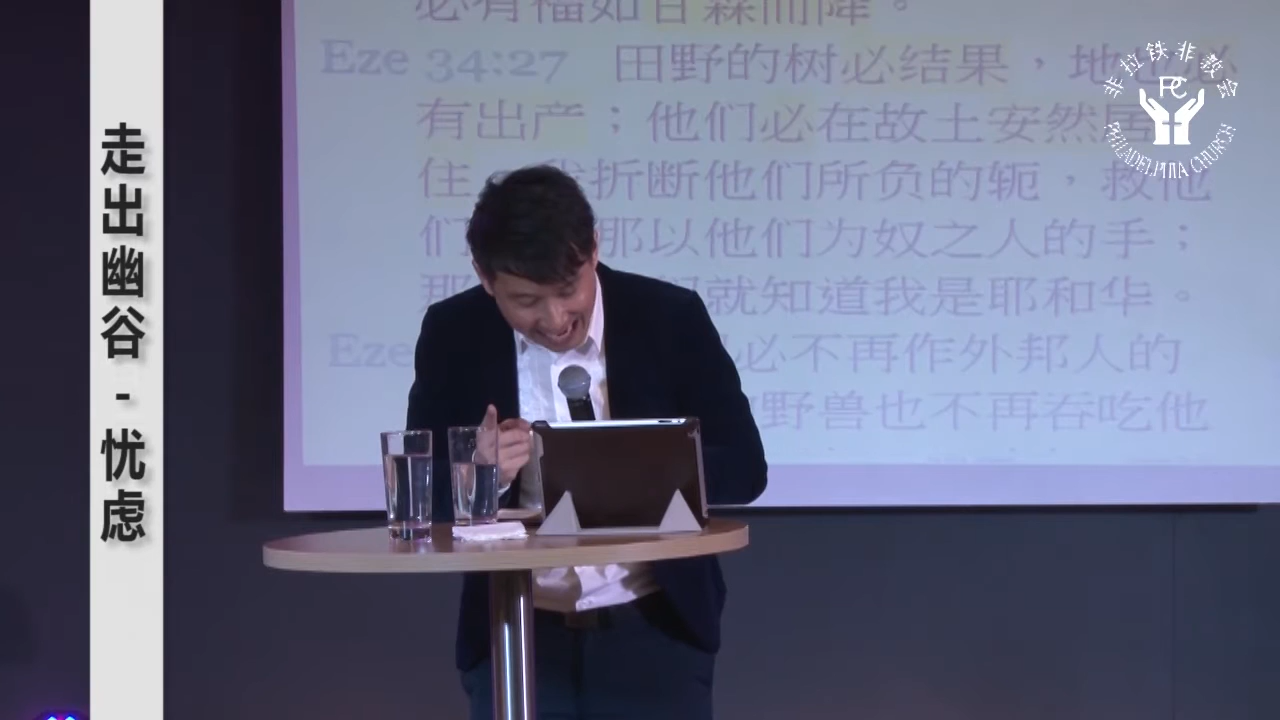 走出幽谷-忧虑
必有福如甘霖而降。
Eze 34:27 田野的树必结果，地也必
有出产；他们必在故土安然居
住 我折断他们所负的轭，救他
们 那以他们为奴之人的手；
那 就知道我是耶和华。
Eze 必不再作外邦人的
野兽也不再吞吃他
非拉铁非教会
PC
PHILADELPHIA CHURCH